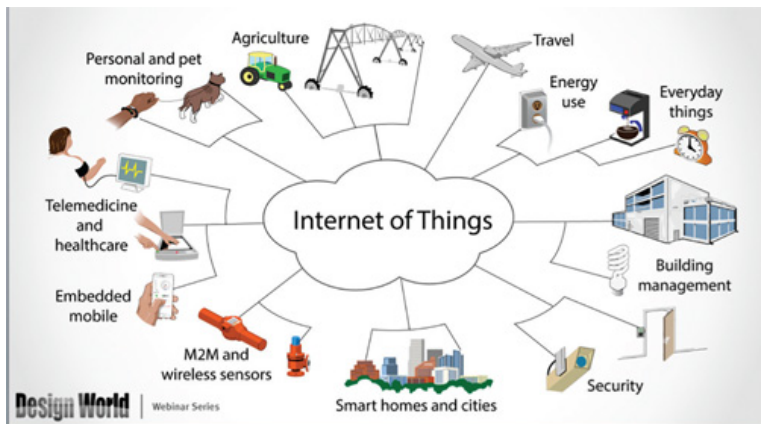 Agriculture
Travel
Personal and pet
monitoring
Energy
use
Everyday
things
Internet of Things
Telemedicine
and
healthcare
Building
management
Embedded
mobile
M2M and
wireless sensors
Smart homes and cities
Security
Design World | Webinar Series